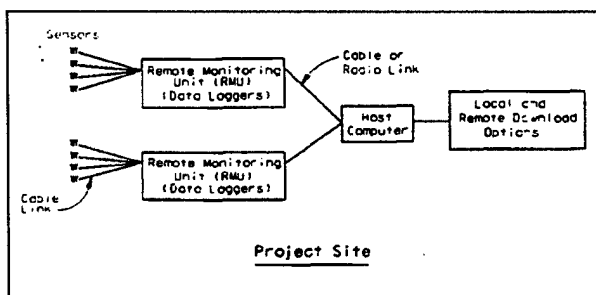 Sensors
Remote Monitoring
Unit (RMU)
(Data Loggers)
Cable or
Radio Link
Host
Computer
Local and
Remote Download
Options
Remote Monitoring
Unit (RMU)
(Data Loggers)
Cable
Link
Project Site